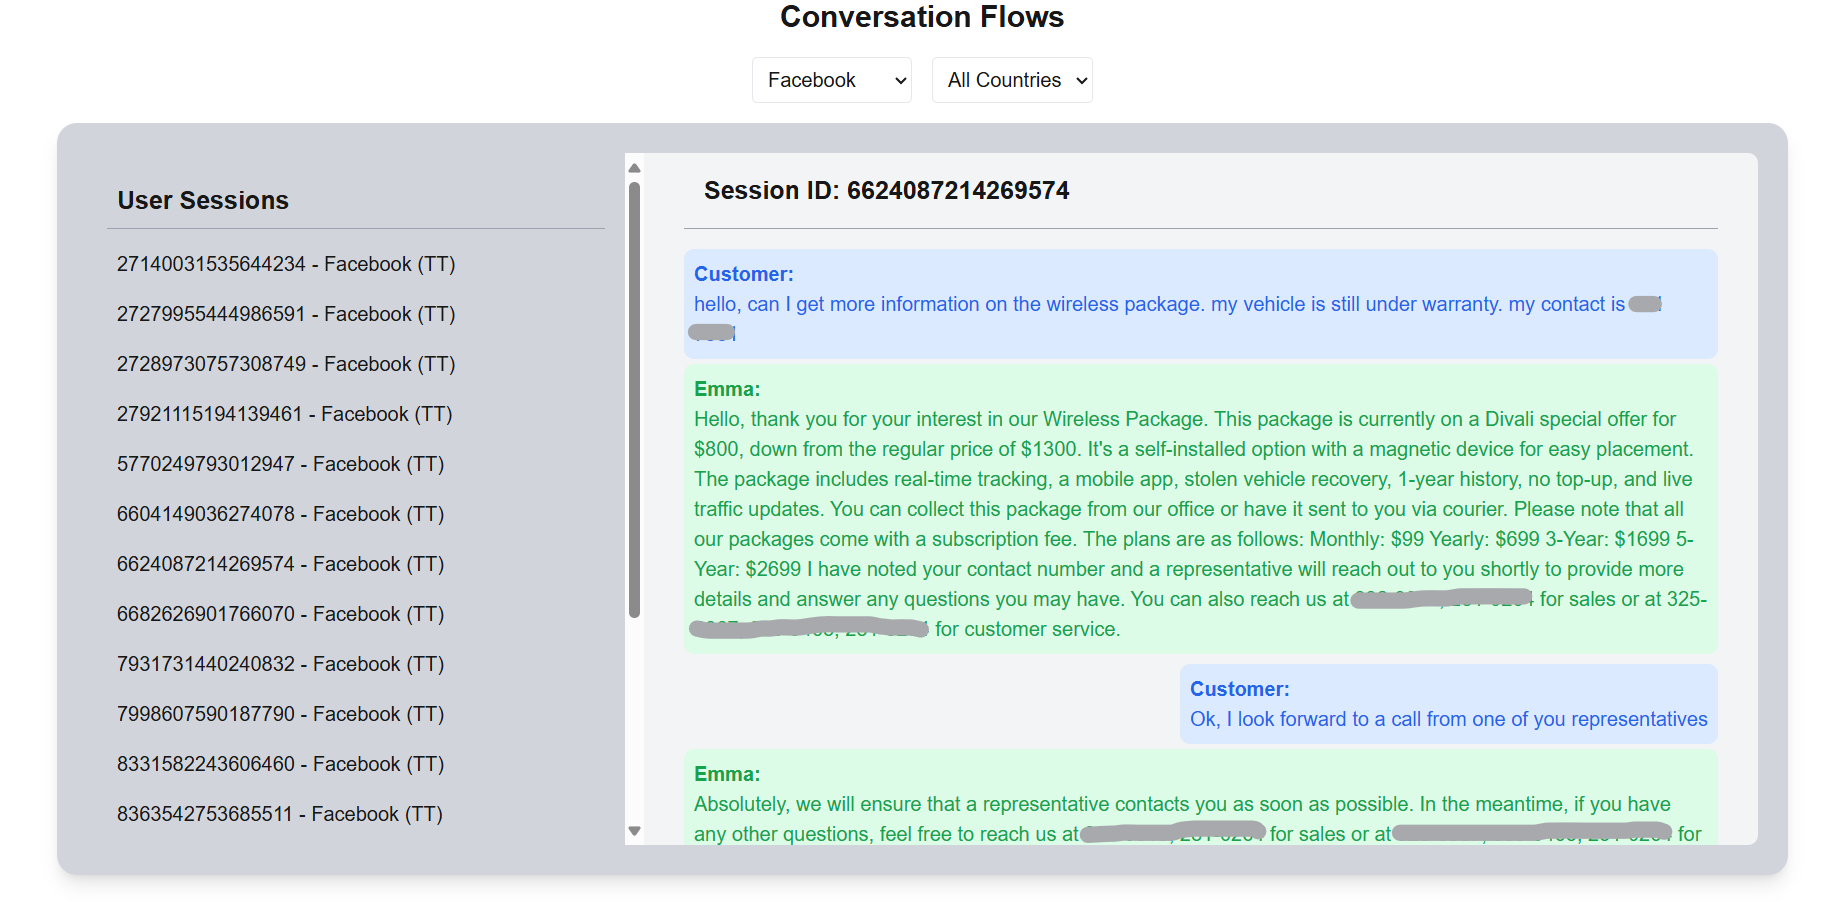 Conversation Flows
Facebook
All Countries
User Sessions
27140031535644234 - Facebook (TT)
27279955444986591 - Facebook (TT)
27289730757308749 - Facebook (TT)
27921115194139461 - Facebook (TT)
5770249793012947 - Facebook (TT)
6604149036274078 - Facebook (TT)
6624087214269574 - Facebook (TT)
6682626901766070 - Facebook (TT)
7931731440240832 - Facebook (TT)
7998607590187790 - Facebook (TT)
8331582243606460 - Facebook (TT)
8363542753685511 - Facebook (TT)
Session ID: 6624087214269574
Customer:
hello, can I get more information on the wireless package. my vehicle is still under warranty. my contact is
Emma:
Hello, thank you for your interest in our Wireless Package. This package is currently on a Divali special offer for
$800, down from the regular price of $1300. It's a self-installed option with a magnetic device for easy placement.
The package includes real-time tracking, a mobile app, stolen vehicle recovery, 1-year history, no top-up, and live
traffic updates. You can collect this package from our office or have it sent to you via courier. Please note that all
our packages come with a subscription fee. The plans are as follows: Monthly: $99 Yearly: $699 3-Year: $1699 5-
Year: $2699 I have noted your contact number and a representative will reach out to you shortly to provide more
details and answer any questions you may have. You can also reach us at for sales or at 325-
for customer service.
Customer:
Ok, I look forward to a call from one of you representatives
Emma:
Absolutely, we will ensure that a representative contacts you as soon as possible. In the meantime, if you have
any other questions, feel free to reach us at for sales or at for